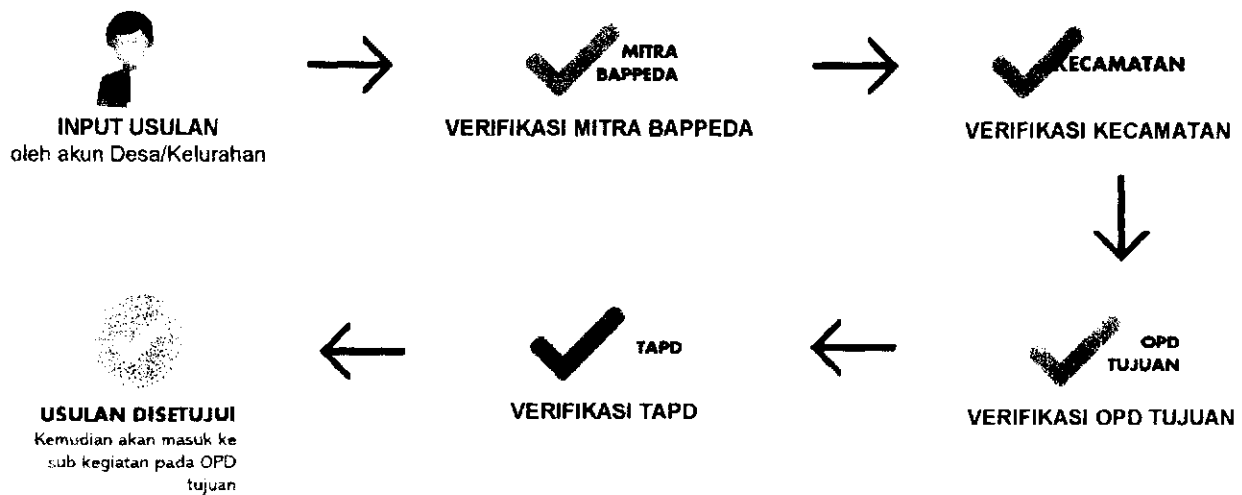 MITRA
BAPPEDA
KECAMATAN
INPUT USULAN
oleh akun Desa/Kelurahan
VERIFIKASI MITRA BAPPEDA
VERIFIKASI KECAMATAN
TAPD
OPD
TUJUAN
USULAN DISETUJUI
Kemudian akan masuk ke
sub kegiatan pada OPD
tujuan
VERIFIKASI TAPD
VERIFIKASI OPD TUJUAN